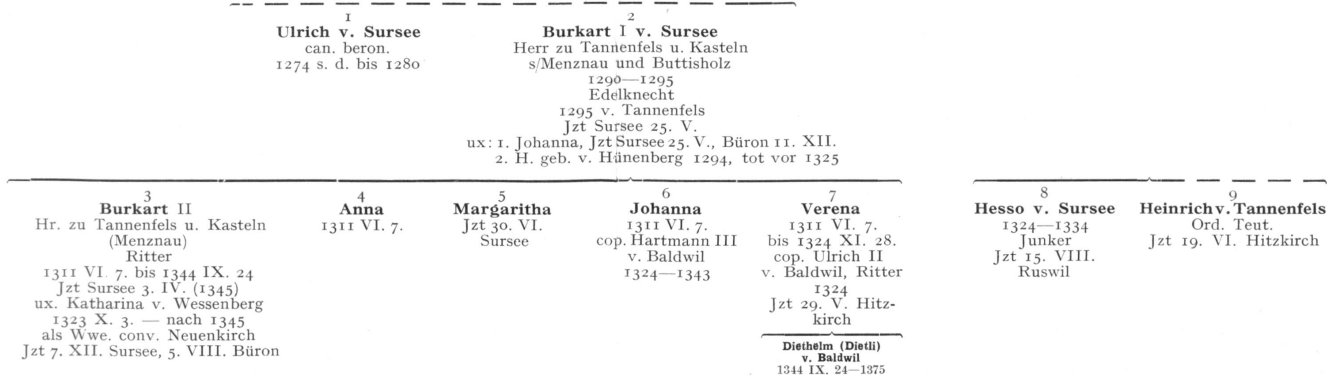 1
Ulrich v. Sursee
can. beron.
1274 s. d. bis 1280
2
Burkart I v. Sursee
Herr zu Tannenfels u. Kasteln
s/Menznau und Buttisholz
1290—1295
Edelknecht
1295 v. Tannenfels
Jzt Sursee 25. V.
ux: 1. Johanna, Jzt Sursee 25. V., Büron 11. XII.
2. H. geb. v. Hünenberg 1294, tot vor 1325
3
Burkart II
Hr. zu Tannenfels u. Kasteln
(Menznau)
Ritter
1311 VI. 7. bis 1344 IX. 24
Jzt Sursee 3. IV. (1345)
ux. Katharina v. Wessenberg
1323 X. 3. — nach 1345
als Wwe. conv. Neuenkirch
Jzt 7. XII. Sursee, 5. VIII. Büron
4
Anna
1311 VI. 7.
5
Margaritha
Jzt 30. VI.
Sursee
6
Johanna
1311 VI. 7.
cop. Hartmann III
v. Baldwil
1324—1343
7
Verena
1311 VI. 7.
bis 1324 XI. 28.
cop. Ulrich II
v. Baldwil, Ritter
1324
Jzt 29. V. Hitz-
kirch
Diethelm (Dietli)
v. Baldwil
1344 IX. 24—1375
8
Hesso v. Sursee
1324—1334
Junker
Jzt 15. VIII.
Ruswil
9
Heinrich v. Tannenfels
Ord. Teut.
Jzt 19. VI. Hitzkirch